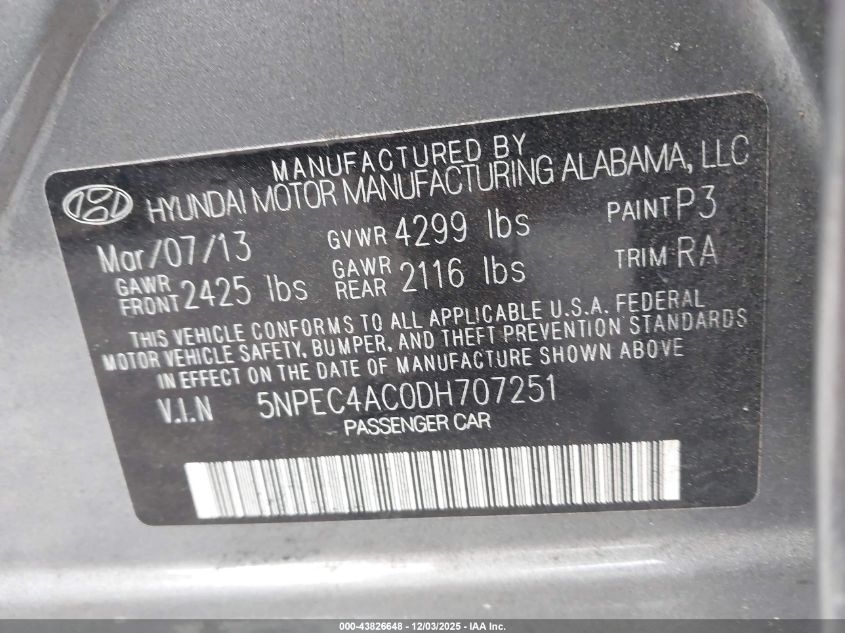 MANUFACTURED BY
HYUNDAI MOTOR MANUFACTURING ALABAMA, LLC
Mar/07/13 GVWR 4299 lbs PAINT P3
GAWR FRONT 2425 lbs GAWR REAR 2116 lbs TRIM RA
THIS VEHICLE CONFORMS TO ALL APPLICABLE U.S.A. FEDERAL
MOTOR VEHICLE SAFETY, BUMPER, AND THEFT PREVENTION STANDARDS
IN EFFECT ON THE DATE OF MANUFACTURE SHOWN ABOVE
V.I.N 5NPEC4AC0DH707251
PASSENGER CAR
000-43826648 - 12/03/2025 - IAA Inc.